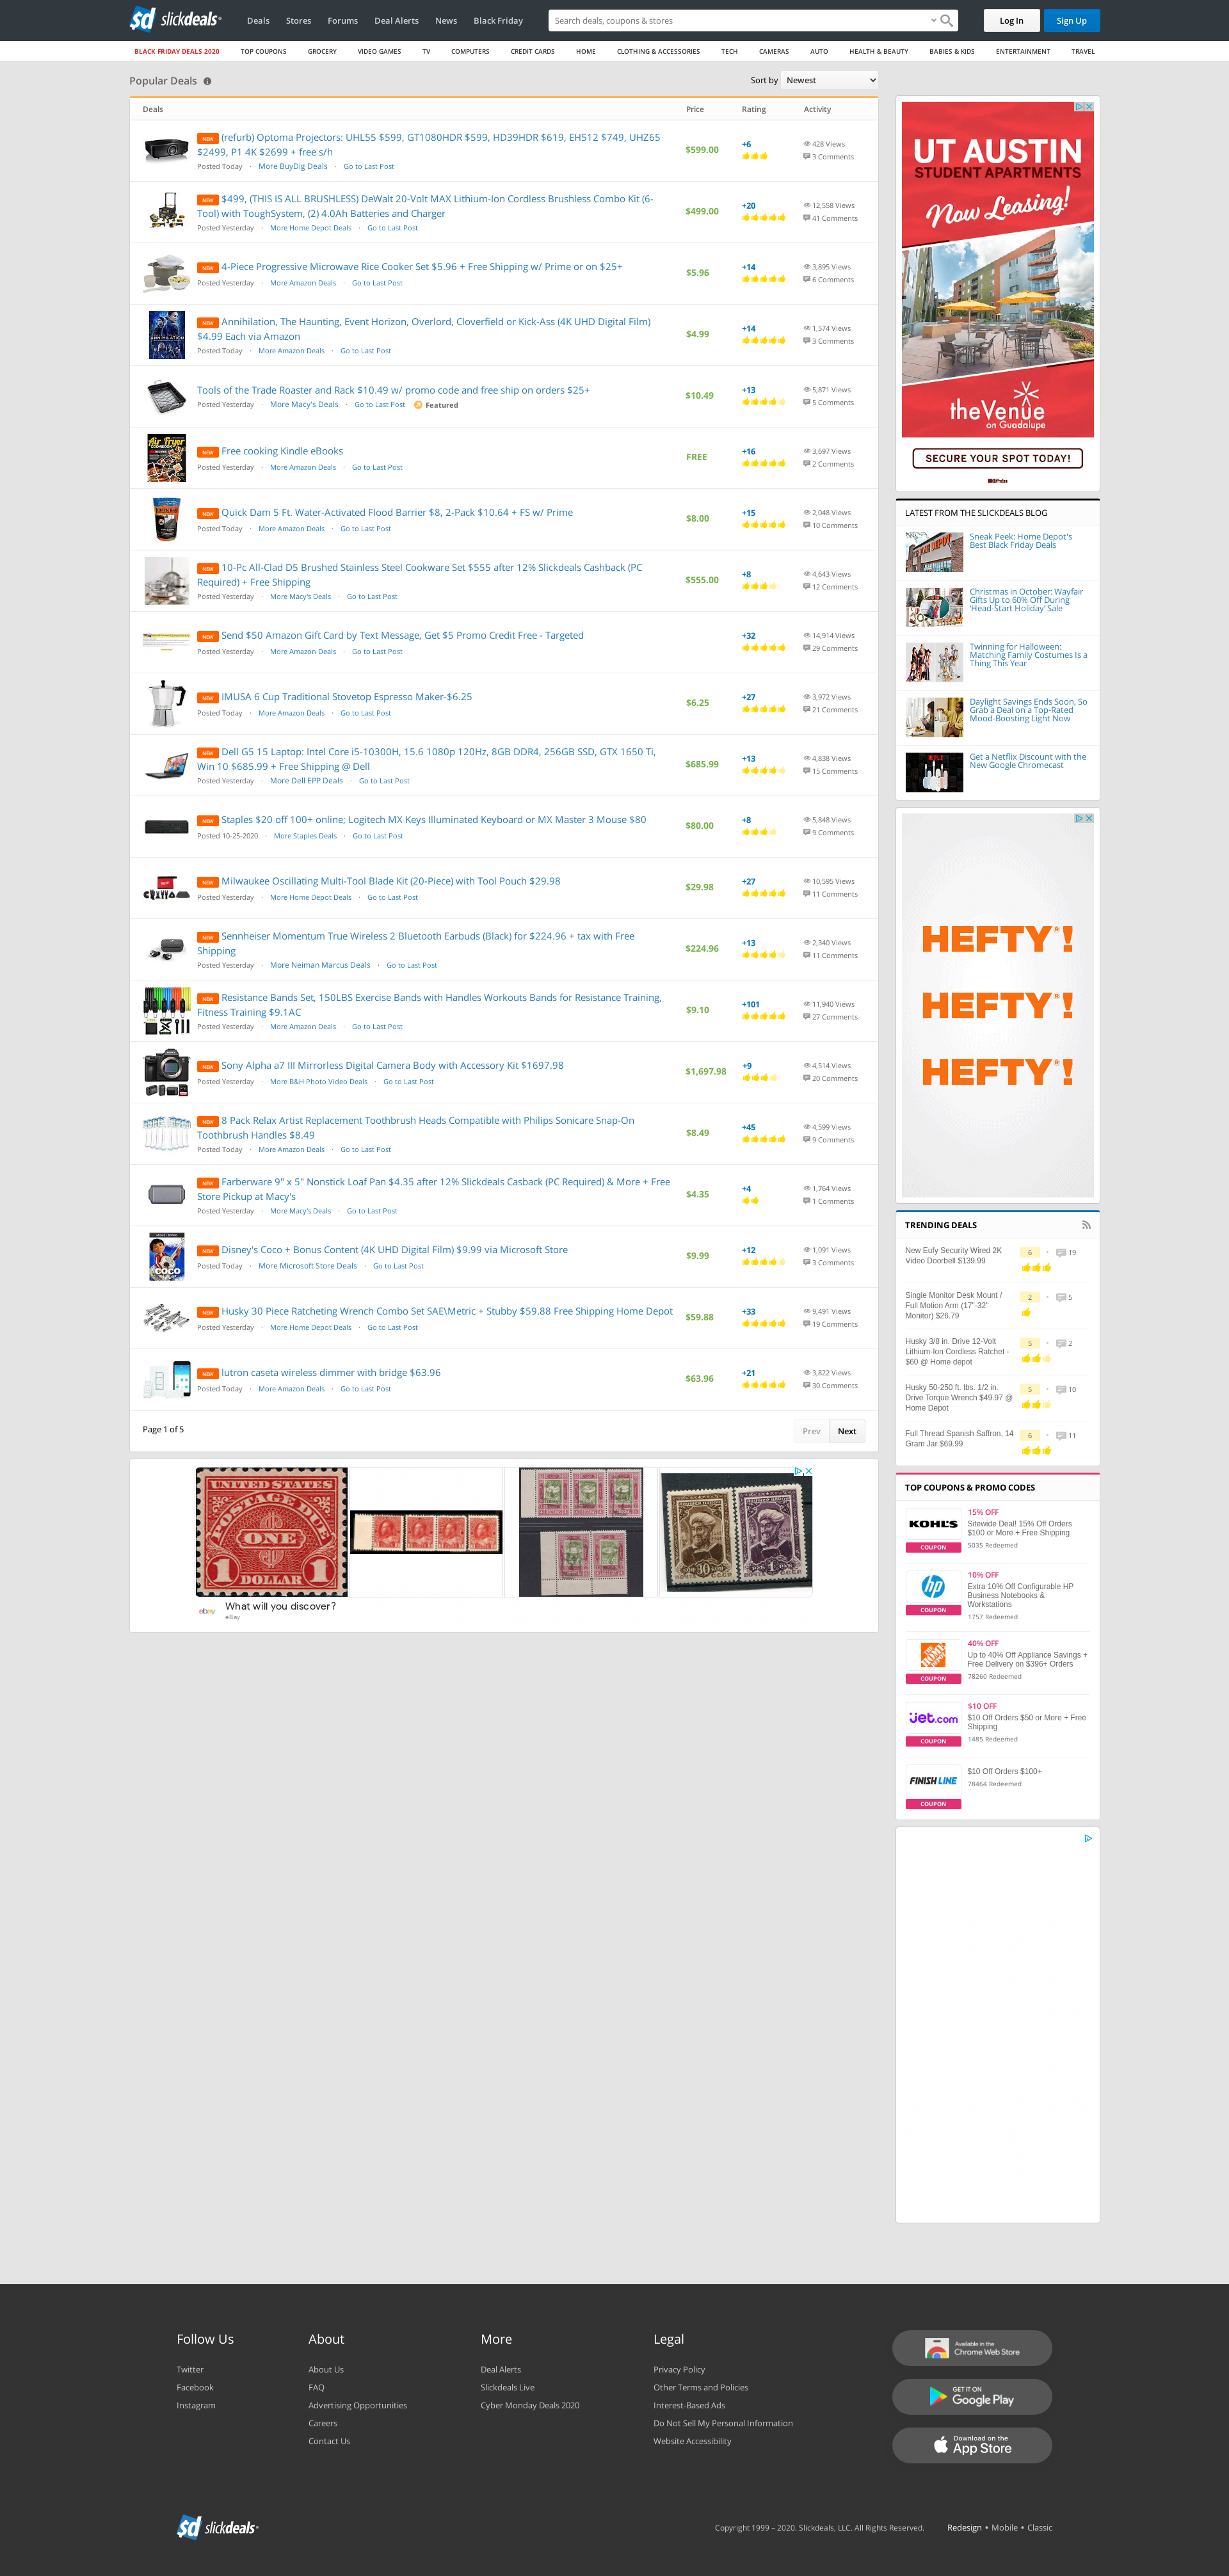 slickdeals
Deals Stores Forums Deal Alerts News Black Friday
Search deals, coupons & stores
Log In Sign Up
BLACK FRIDAY DEALS 2020 TOP COUPONS GROCERY VIDEO GAMES TV COMPUTERS CREDIT CARDS HOME CLOTHING & ACCESSORIES TECH CAMERAS AUTO HEALTH & BEAUTY BABIES & KIDS ENTERTAINMENT TRAVEL
Popular Deals
Sort by Newest
Deals Price Rating Activity
NEW (refurb) Optoma Projectors: UHL55 $599, GT1080HDR $599, HD39HDR $619, EH512 $749, UHZ65
$2499, P1 4K $2699 + free s/h
Posted Today · More BuyDig Deals · Go to Last Post
$599.00 +6 428 Views
3 Comments
NEW $499, (THIS IS ALL BRUSHLESS) DeWalt 20-Volt MAX Lithium-Ion Cordless Brushless Combo Kit (6-
Tool) with ToughSystem, (2) 4.0Ah Batteries and Charger
Posted Yesterday · More Home Depot Deals · Go to Last Post
$499.00 +20 12,558 Views
41 Comments
NEW 4-Piece Progressive Microwave Rice Cooker Set $5.96 + Free Shipping w/ Prime or on $25+
Posted Yesterday · More Amazon Deals · Go to Last Post
$5.96 +14 3,895 Views
6 Comments
NEW Annihilation, The Haunting, Event Horizon, Overlord, Cloverfield or Kick-Ass (4K UHD Digital Film)
$4.99 Each via Amazon
Posted Today · More Amazon Deals · Go to Last Post
$4.99 +14 1,574 Views
3 Comments
Tools of the Trade Roaster and Rack $10.49 w/ promo code and free ship on orders $25+
Posted Yesterday · More Macy's Deals · Go to Last Post Featured
$10.49 +13 5,871 Views
5 Comments
NEW Free cooking Kindle eBooks
Posted Yesterday · More Amazon Deals · Go to Last Post
FREE +16 3,697 Views
2 Comments
NEW Quick Dam 5 Ft. Water-Activated Flood Barrier $8, 2-Pack $10.64 + FS w/ Prime
Posted Today · More Amazon Deals · Go to Last Post
$8.00 +15 2,048 Views
10 Comments
NEW 10-Pc All-Clad D5 Brushed Stainless Steel Cookware Set $555 after 12% Slickdeals Cashback (PC
Required) + Free Shipping
Posted Yesterday · More Macy's Deals · Go to Last Post
$555.00 +8 4,643 Views
12 Comments
NEW Send $50 Amazon Gift Card by Text Message, Get $5 Promo Credit Free - Targeted
Posted Yesterday · More Amazon Deals · Go to Last Post
+32 14,914 Views
29 Comments
NEW IMUSA 6 Cup Traditional Stovetop Espresso Maker-$6.25
Posted Today · More Amazon Deals · Go to Last Post
$6.25 +27 3,972 Views
21 Comments
NEW Dell G5 15 Laptop: Intel Core i5-10300H, 15.6 1080p 120Hz, 8GB DDR4, 256GB SSD, GTX 1650 Ti,
Win 10 $685.99 + Free Shipping @ Dell
Posted Yesterday · More Dell EPP Deals · Go to Last Post
$685.99 +13 4,838 Views
15 Comments
NEW Staples $20 off 100+ online; Logitech MX Keys Illuminated Keyboard or MX Master 3 Mouse $80
Posted 10-25-2020 · More Staples Deals · Go to Last Post
$80.00 +8 5,848 Views
9 Comments
NEW Milwaukee Oscillating Multi-Tool Blade Kit (20-Piece) with Tool Pouch $29.98
Posted Yesterday · More Home Depot Deals · Go to Last Post
$29.98 +27 10,595 Views
11 Comments
NEW Sennheiser Momentum True Wireless 2 Bluetooth Earbuds (Black) for $224.96 + tax with Free
Shipping
Posted Yesterday · More Neiman Marcus Deals · Go to Last Post
$224.96 +13 2,340 Views
11 Comments
NEW Resistance Bands Set, 150LBS Exercise Bands with Handles Workouts Bands for Resistance Training,
Fitness Training $9.1AC
Posted Yesterday · More Amazon Deals · Go to Last Post
$9.10 +101 11,940 Views
27 Comments
NEW Sony Alpha a7 III Mirrorless Digital Camera Body with Accessory Kit $1697.98
Posted Yesterday · More B&H Photo Video Deals · Go to Last Post
$1,697.98 +9 4,514 Views
20 Comments
NEW 8 Pack Relax Artist Replacement Toothbrush Heads Compatible with Philips Sonicare Snap-On
Toothbrush Handles $8.49
Posted Today · More Amazon Deals · Go to Last Post
$8.49 +45 4,599 Views
9 Comments
NEW Farberware 9" x 5" Nonstick Loaf Pan $4.35 after 12% Slickdeals Casback (PC Required) & More + Free
Store Pickup at Macy's
Posted Yesterday · More Macy's Deals · Go to Last Post
$4.35 +4 1,764 Views
1 Comments
NEW Disney's Coco + Bonus Content (4K UHD Digital Film) $9.99 via Microsoft Store
Posted Today · More Microsoft Store Deals · Go to Last Post
$9.99 +12 1,091 Views
3 Comments
NEW Husky 30 Piece Ratcheting Wrench Combo Set SAE\Metric + Stubby $59.88 Free Shipping Home Depot
Posted Yesterday · More Home Depot Deals · Go to Last Post
$59.88 +33 9,491 Views
19 Comments
NEW lutron caseta wireless dimmer with bridge $63.96
Posted Today · More Amazon Deals · Go to Last Post
$63.96 +21 3,822 Views
30 Comments
Page 1 of 5 Prev Next
UNITED STATES
POSTAGE DUE
ONE
1 DOLLAR 1
ebay What will you discover?
eBay
UT AUSTIN
STUDENT APARTMENTS
Now Leasing!
theVenue
on Guadalupe
SECURE YOUR SPOT TODAY!
LATEST FROM THE SLICKDEALS BLOG
Sneak Peek: Home Depot's
Best Black Friday Deals
Christmas in October: Wayfair
Gifts Up to 60% Off During
'Head-Start Holiday' Sale
Twinning for Halloween:
Matching Family Costumes Is a
Thing This Year
Daylight Savings Ends Soon, So
Grab a Deal on a Top-Rated
Mood-Boosting Light Now
Get a Netflix Discount with the
New Google Chromecast
HEFTY®!
HEFTY®!
HEFTY®!
TRENDING DEALS
New Eufy Security Wired 2K
Video Doorbell $139.99
6 · 19
Single Monitor Desk Mount /
Full Motion Arm (17"-32"
Monitor) $26.79
2 · 5
Husky 3/8 in. Drive 12-Volt
Lithium-Ion Cordless Ratchet -
$60 @ Home depot
5 · 2
Husky 50-250 ft. lbs. 1/2 in.
Drive Torque Wrench $49.97 @
Home Depot
5 · 10
Full Thread Spanish Saffron, 14
Gram Jar $69.99
6 · 11
TOP COUPONS & PROMO CODES
KOHL'S
COUPON
15% OFF
Sitewide Deal! 15% Off Orders
$100 or More + Free Shipping
5035 Redeemed
hp
COUPON
10% OFF
Extra 10% Off Configurable HP
Business Notebooks &
Workstations
1757 Redeemed
COUPON
40% OFF
Up to 40% Off Appliance Savings +
Free Delivery on $396+ Orders
78260 Redeemed
jet.com
COUPON
$10 OFF
$10 Off Orders $50 or More + Free
Shipping
1485 Redeemed
FINISH LINE
COUPON
$10 Off Orders $100+
78464 Redeemed
Follow Us
Twitter
Facebook
Instagram
About
About Us
FAQ
Advertising Opportunities
Careers
Contact Us
More
Deal Alerts
Slickdeals Live
Cyber Monday Deals 2020
Legal
Privacy Policy
Other Terms and Policies
Interest-Based Ads
Do Not Sell My Personal Information
Website Accessibility
Available in the
Chrome Web Store
GET IT ON
Google Play
Download on the
App Store
slickdeals
Copyright 1999 – 2020. Slickdeals, LLC. All Rights Reserved. Redesign • Mobile • Classic